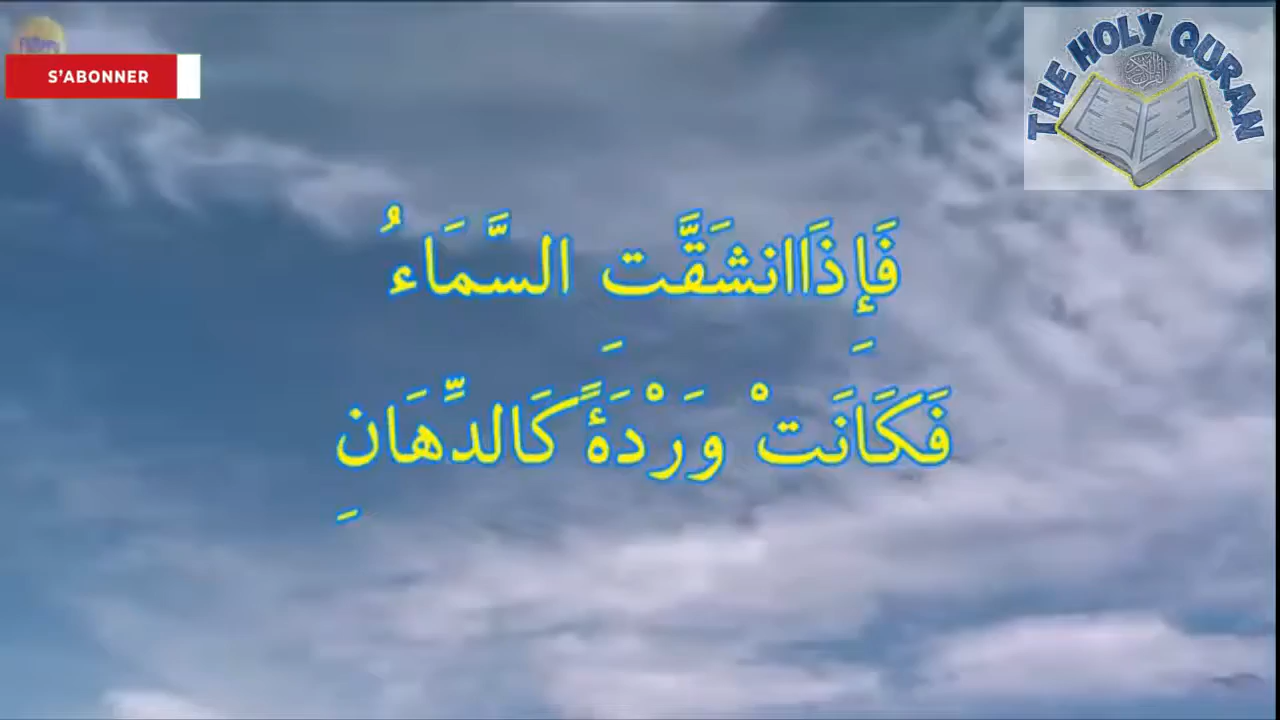 S'ABONNER
THE HOLY QURAN
فَإِذَاانشَقَّتِ السَّمَاءُ
فَكَانَتْ وَرْدَةً كَالدِّهَانِ